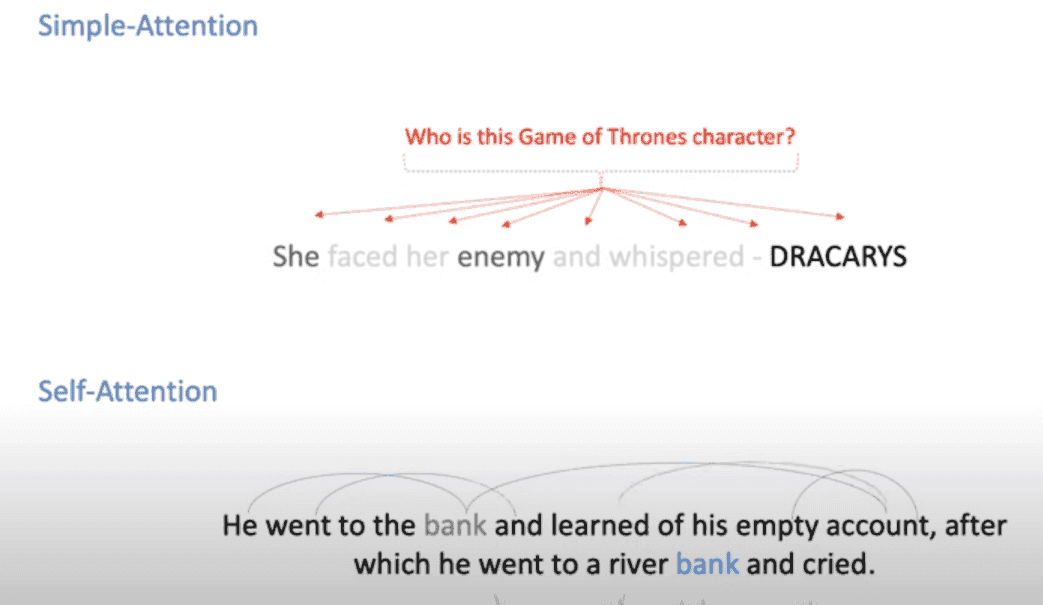 Simple-Attention
Who is this Game of Thrones character?
She faced her enemy and whispered - DRACARYS
Self-Attention
He went to the bank and learned of his empty account, after
which he went to a river bank and cried.